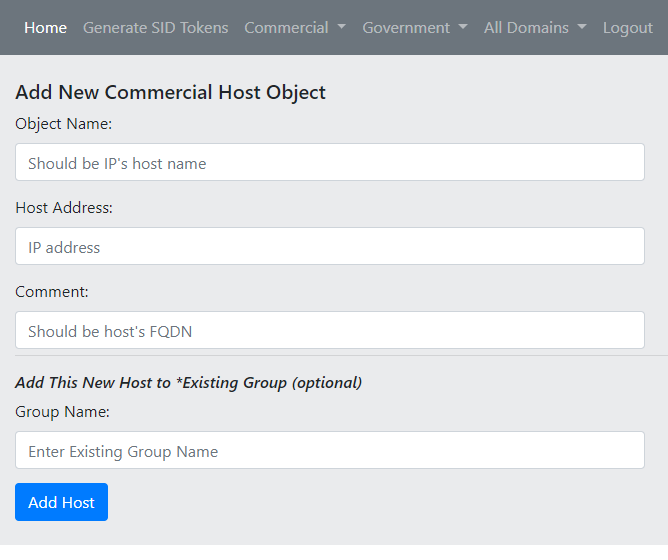 Home Generate SID Tokens Commercial Government All Domains Logout
Add New Commercial Host Object
Object Name:
Should be IP's host name
Host Address:
IP address
Comment:
Should be host's FQDN
Add This New Host to *Existing Group (optional)
Group Name:
Enter Existing Group Name
Add Host